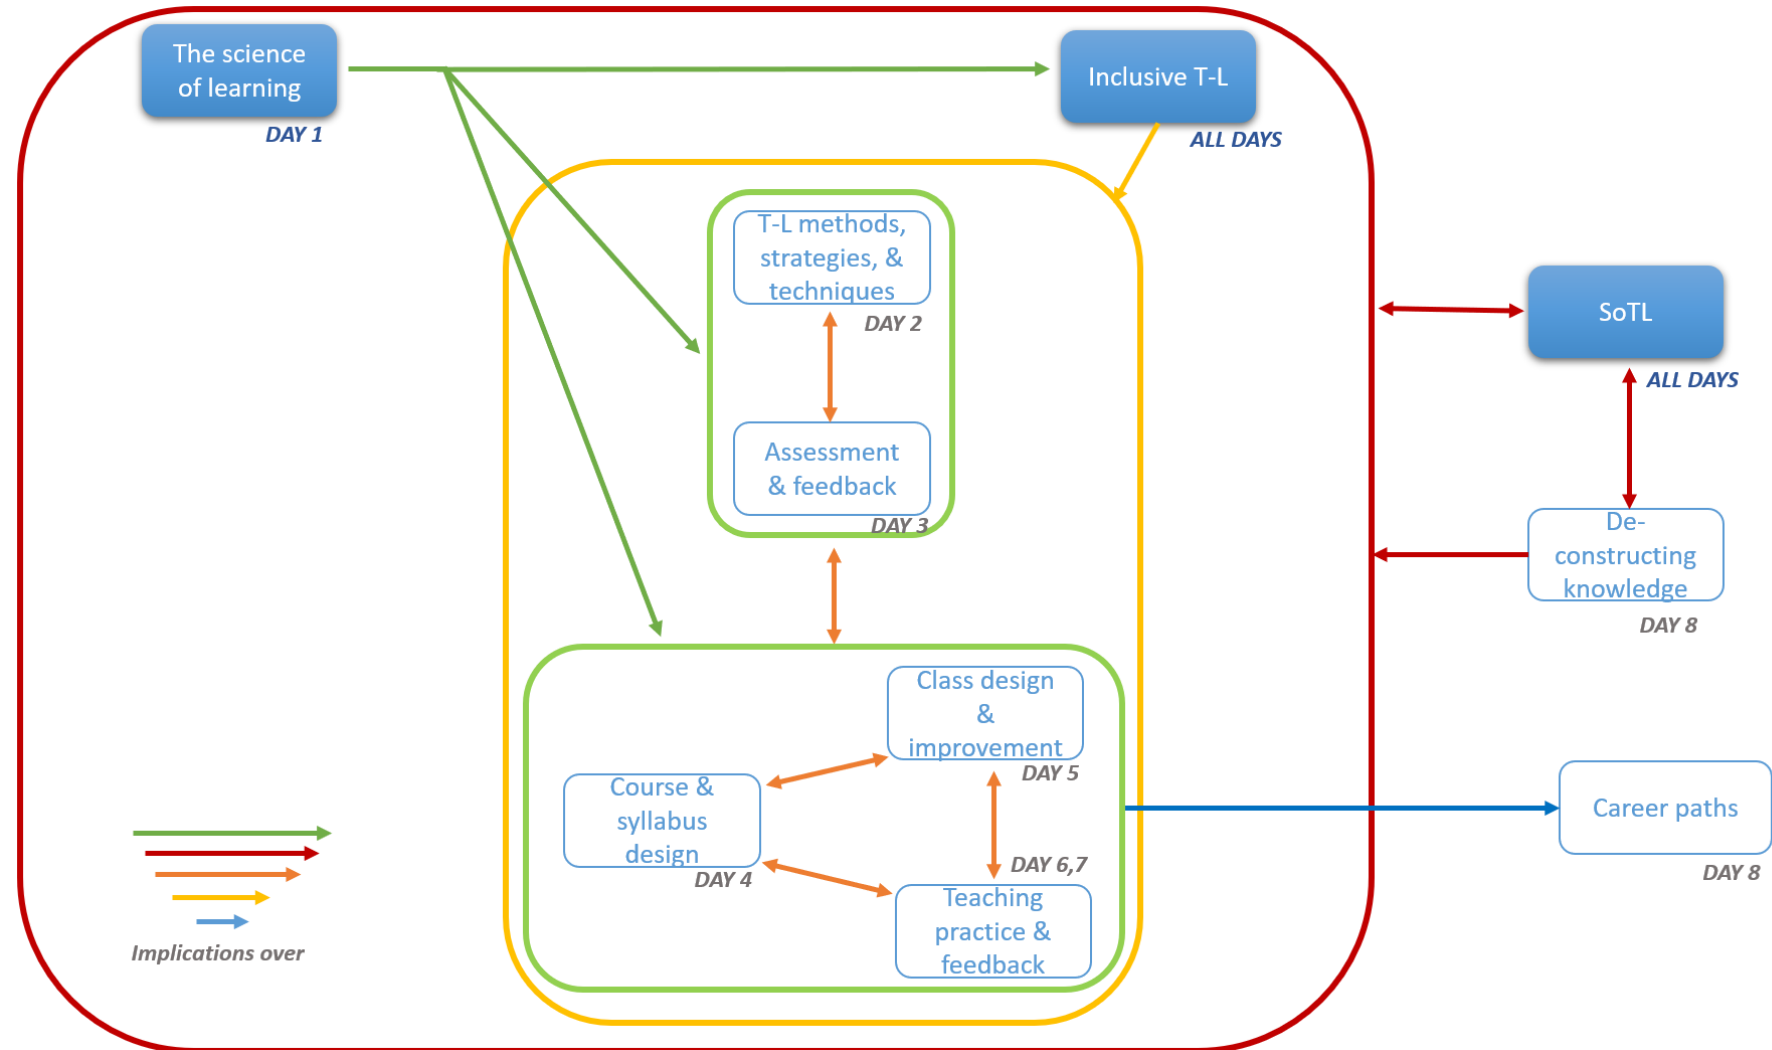 The science
of learning
DAY 1
Inclusive T-L
ALL DAYS
T-L methods,
strategies, &
techniques
DAY 2
Assessment
& feedback
DAY 3
SoTL
ALL DAYS
De-
constructing
knowledge
DAY 8
Class design
&
improvement
DAY 5
Course &
syllabus
design
DAY 4
DAY 6,7
Teaching
practice &
feedback
Career paths
DAY 8
Implications over